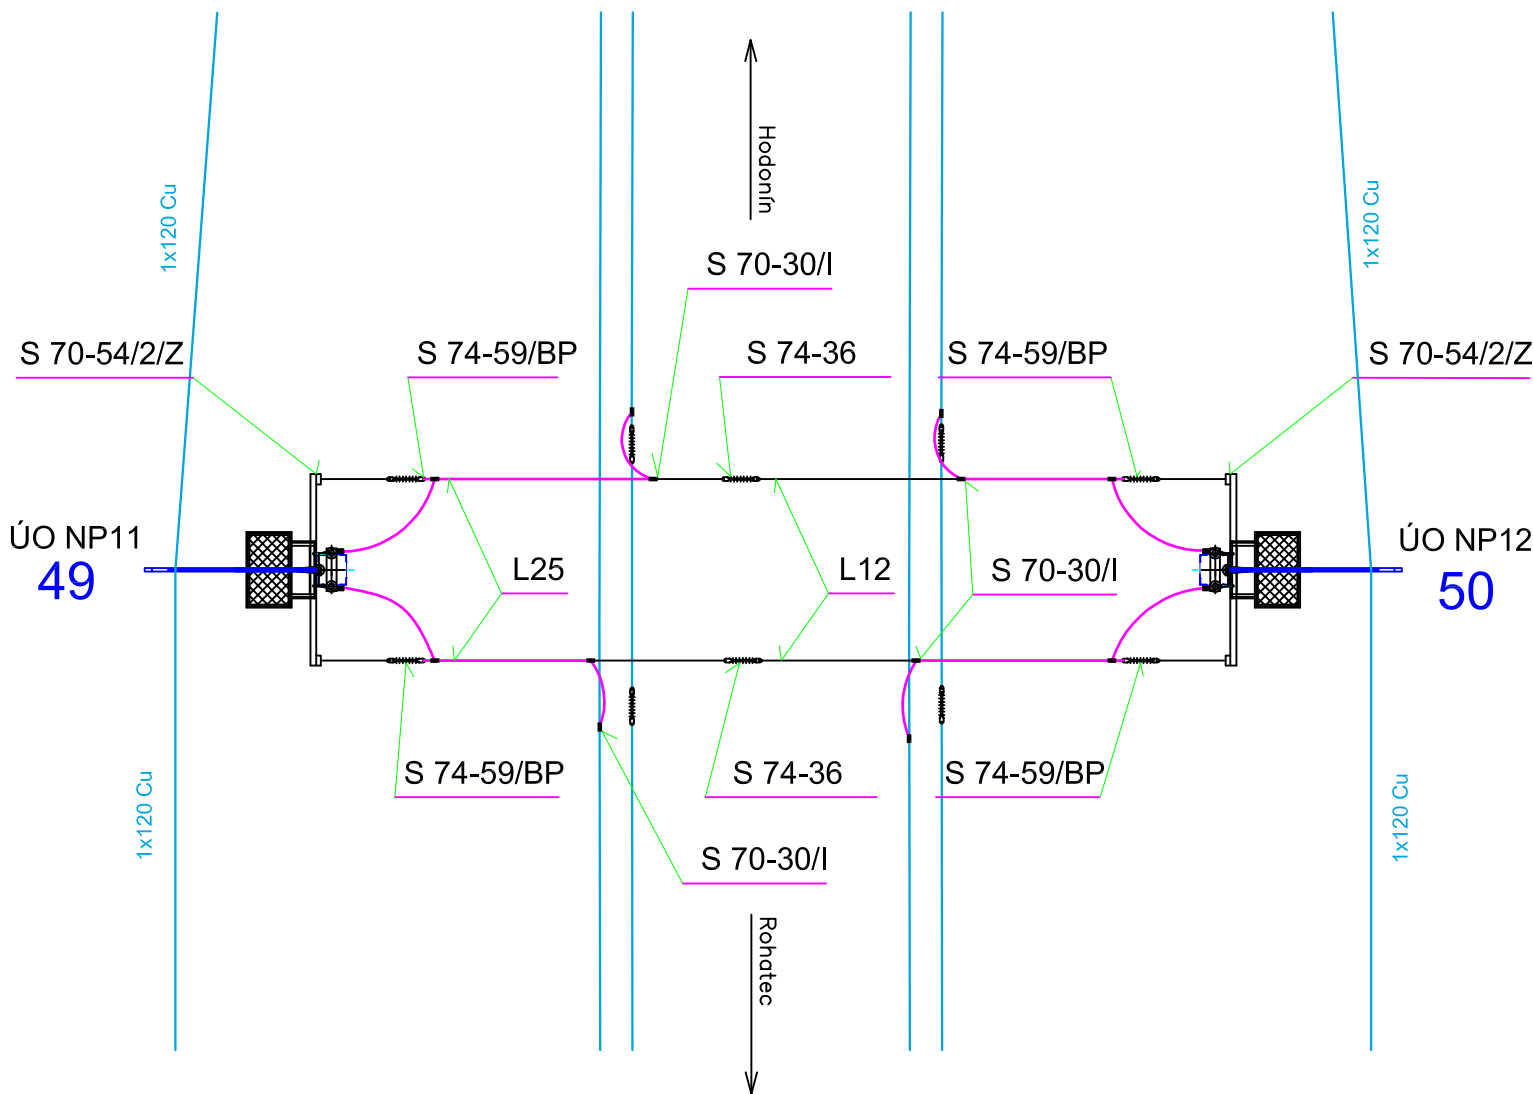 Hodonín
1x120 Cu
1x120 Cu
S 70-30/I
S 70-54/2/Z
S 74-59/BP
S 74-36
S 74-59/BP
S 70-54/2/Z
ÚO NP11
49
L25
L12
S 70-30/I
ÚO NP12
50
S 74-59/BP
S 74-36
S 74-59/BP
1x120 Cu
1x120 Cu
S 70-30/I
Rohatec